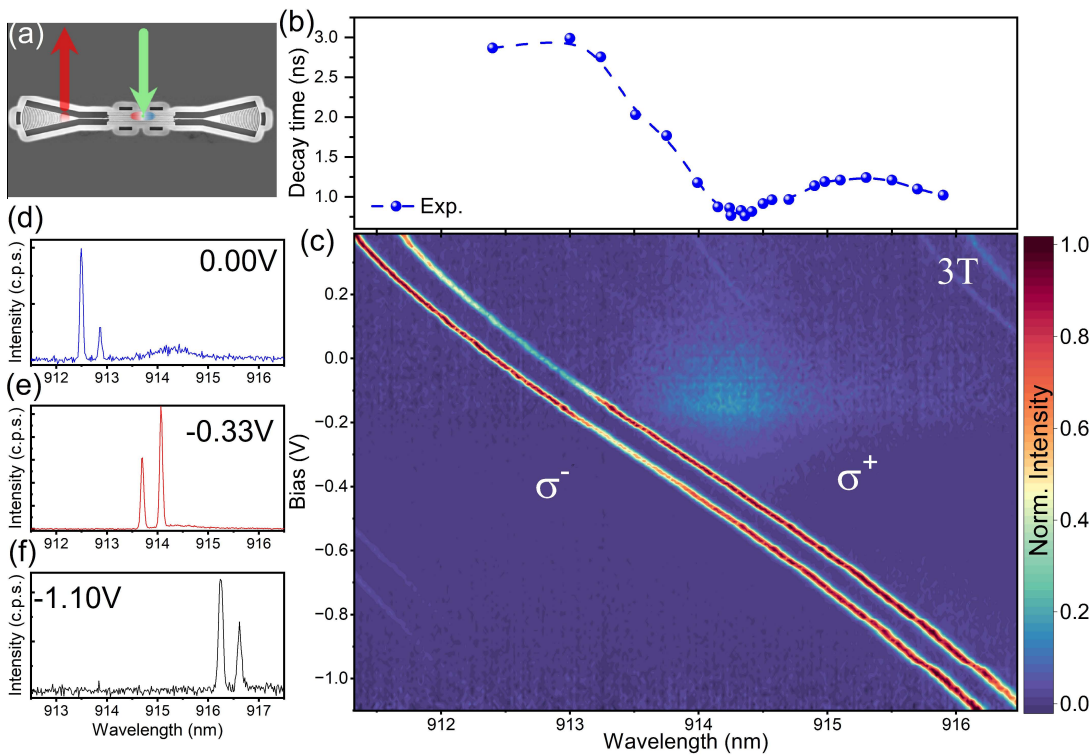 (a)
(b)
3.0
2.5
2.0
1.5
1.0
Decay time (ns)
Exp.
(d)
0.00V
Intensity (c.p.s.)
912 913 914 915 916
(e)
-0.33V
Intensity (c.p.s.)
912 913 914 915 916
(f)
-1.10V
Intensity (c.p.s.)
913 914 915 916 917
Wavelength (nm)
(c)
3T
σ-
σ+
0.2
0.0
−0.2
−0.4
−0.6
−0.8
−1.0
Bias (V)
912 913 914 915 916
Wavelength (nm)
1.0
0.8
0.6
0.4
0.2
0.0
Norm. Intensity